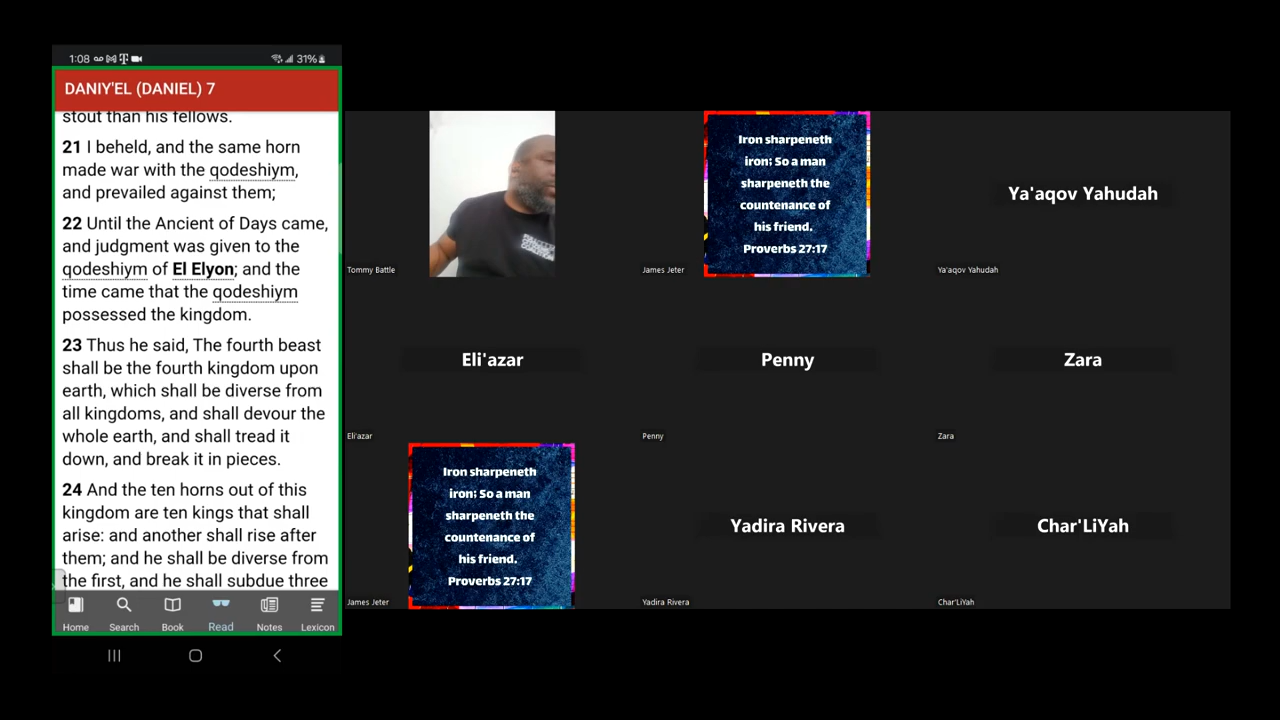 1:08
31%
DANIY'EL (DANIEL) 7
stout than his fellows.
21 I beheld, and the same horn
made war with the qodeshiym,
and prevailed against them;
22 Until the Ancient of Days came,
and judgment was given to the
qodeshiym of El Elyon; and the
time came that the qodeshiym
possessed the kingdom.
23 Thus he said, The fourth beast
shall be the fourth kingdom upon
earth, which shall be diverse from
all kingdoms, and shall devour the
whole earth, and shall tread it
down, and break it in pieces.
24 And the ten horns out of this
kingdom are ten kings that shall
arise: and another shall rise after
them; and he shall be diverse from
the first, and he shall subdue three
Home Search Book Read Notes Lexicon
Tommy Battle
Iron sharpeneth
iron: So a man
sharpeneth the
countenance of
his friend.
Proverbs 27:17
James Jeter
Ya'aqov Yahudah
Ya'aqov Yahudah
Eli'azar
Eli'azar
Penny
Penny
Zara
Zara
Iron sharpeneth
iron: So a man
sharpeneth the
countenance of
his friend.
Proverbs 27:17
James Jeter
Yadira Rivera
Yadira Rivera
Char'LiYah
Char'LiYah